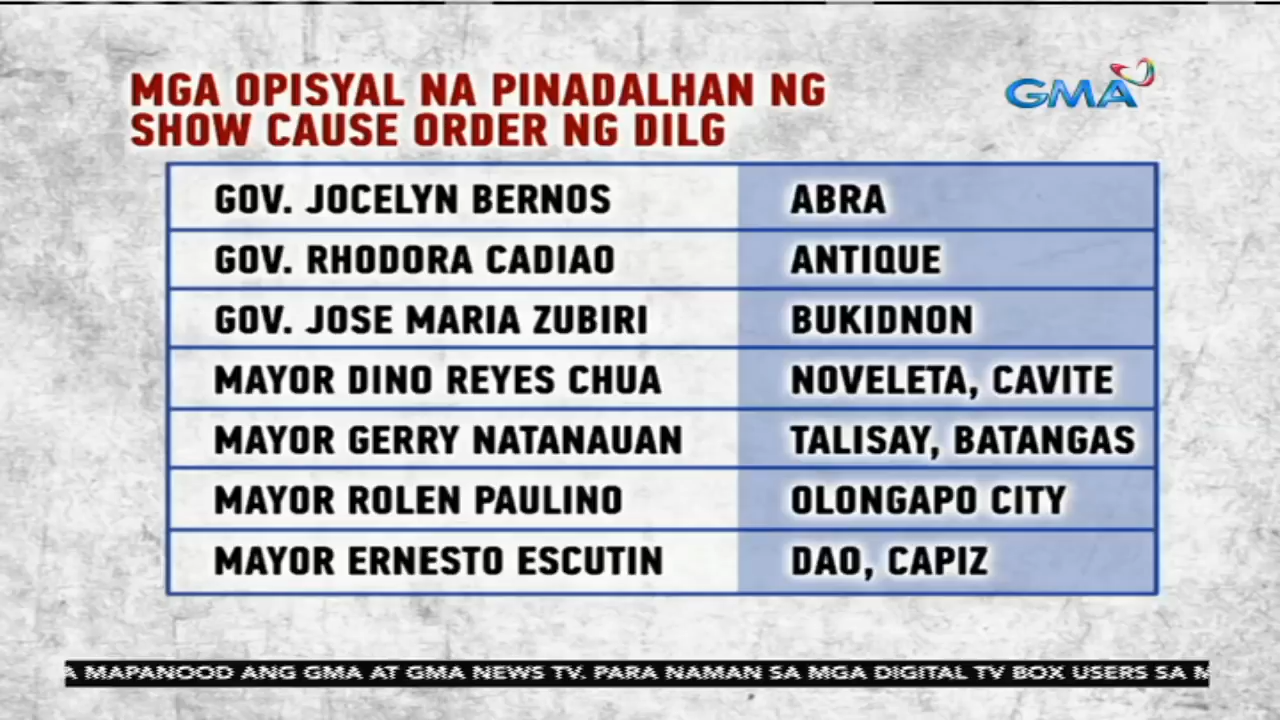 MGA OPISYAL NA PINADALHAN NG
SHOW CAUSE ORDER NG DILG
GMA
GOV. JOCELYN BERNOS ABRA
GOV. RHODORA CADIAO ANTIQUE
GOV. JOSE MARIA ZUBIRI BUKIDNON
MAYOR DINO REYES CHUA NOVELETA, CAVITE
MAYOR GERRY NATANAUAN TALISAY, BATANGAS
MAYOR ROLEN PAULINO OLONGAPO CITY
MAYOR ERNESTO ESCUTIN DAO, CAPIZ
MAPANOOD ANG GMA AT GMA NEWS TV. PARA NAMAN SA MGA DIGITAL TV BOX USERS SA